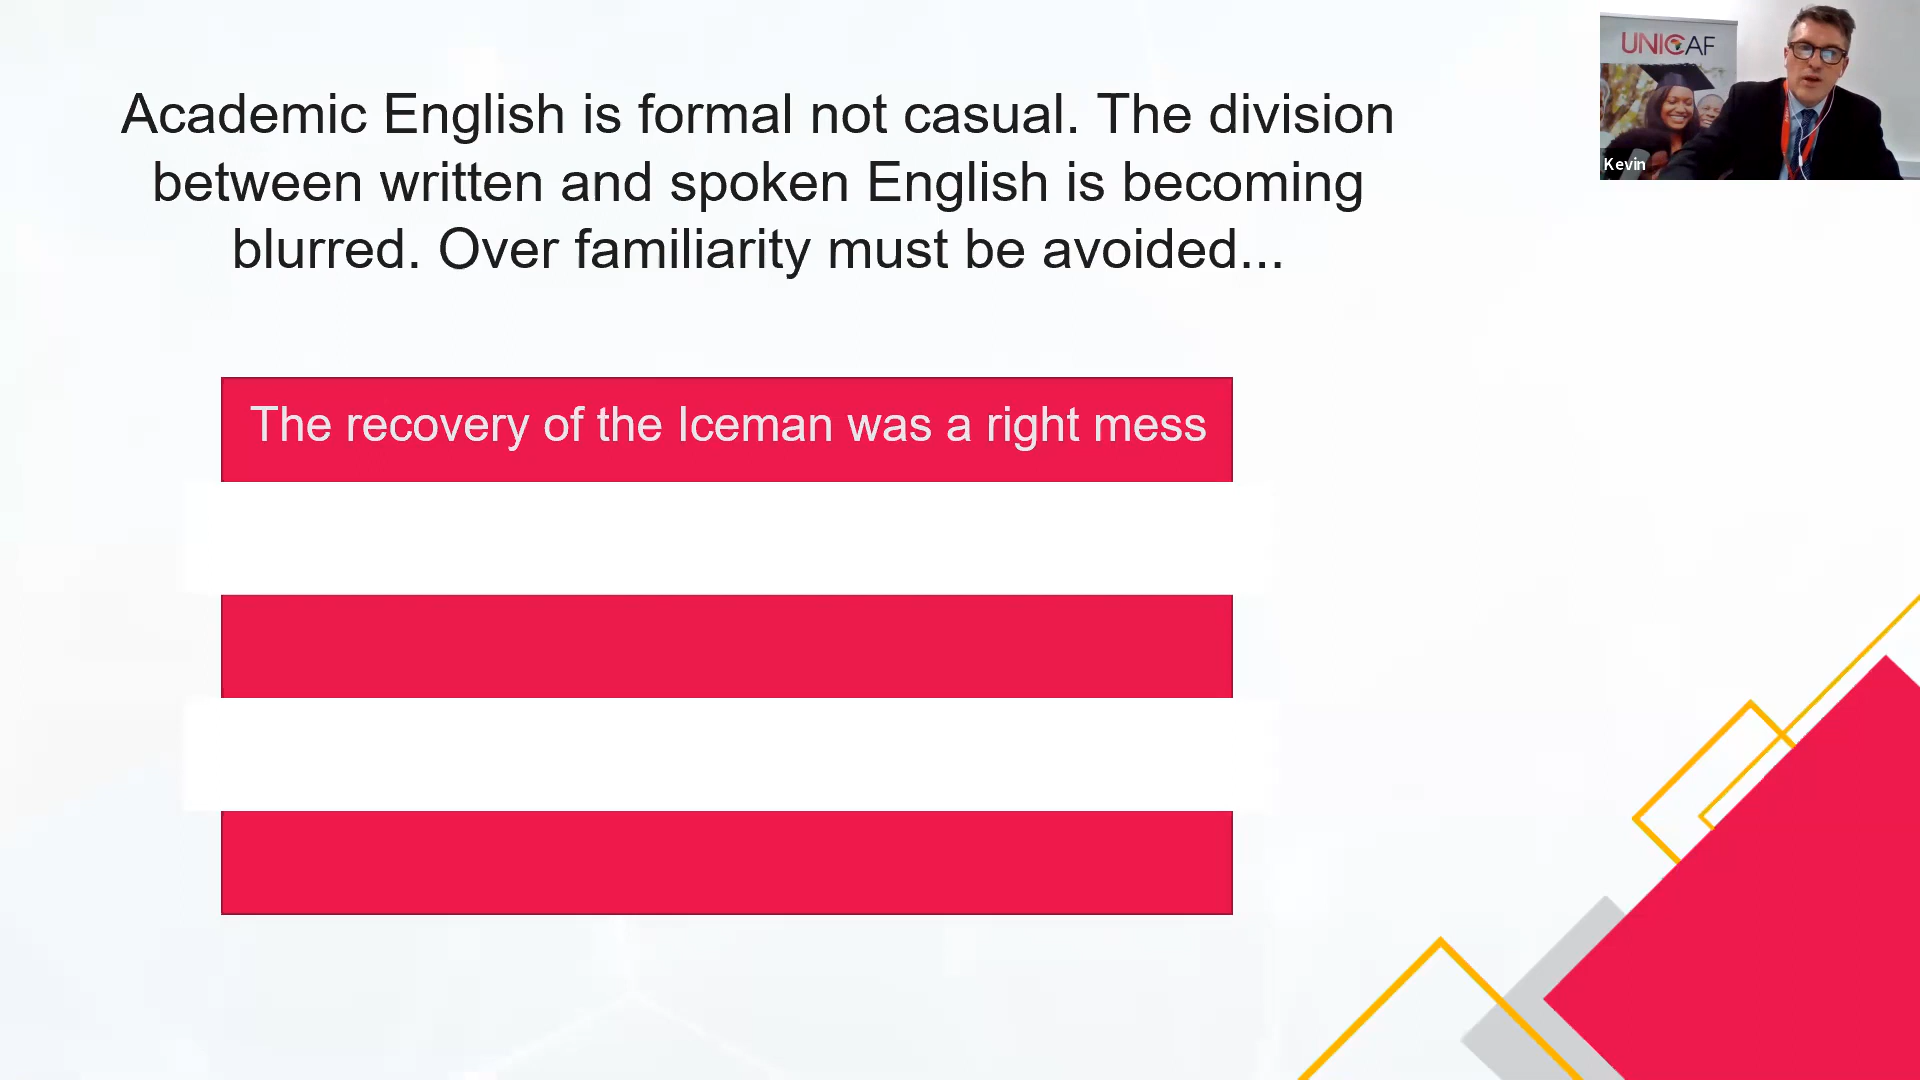 UNICAF
Kevin
Academic English is formal not casual. The division
between written and spoken English is becoming
blurred. Over familiarity must be avoided...
The recovery of the Iceman was a right mess